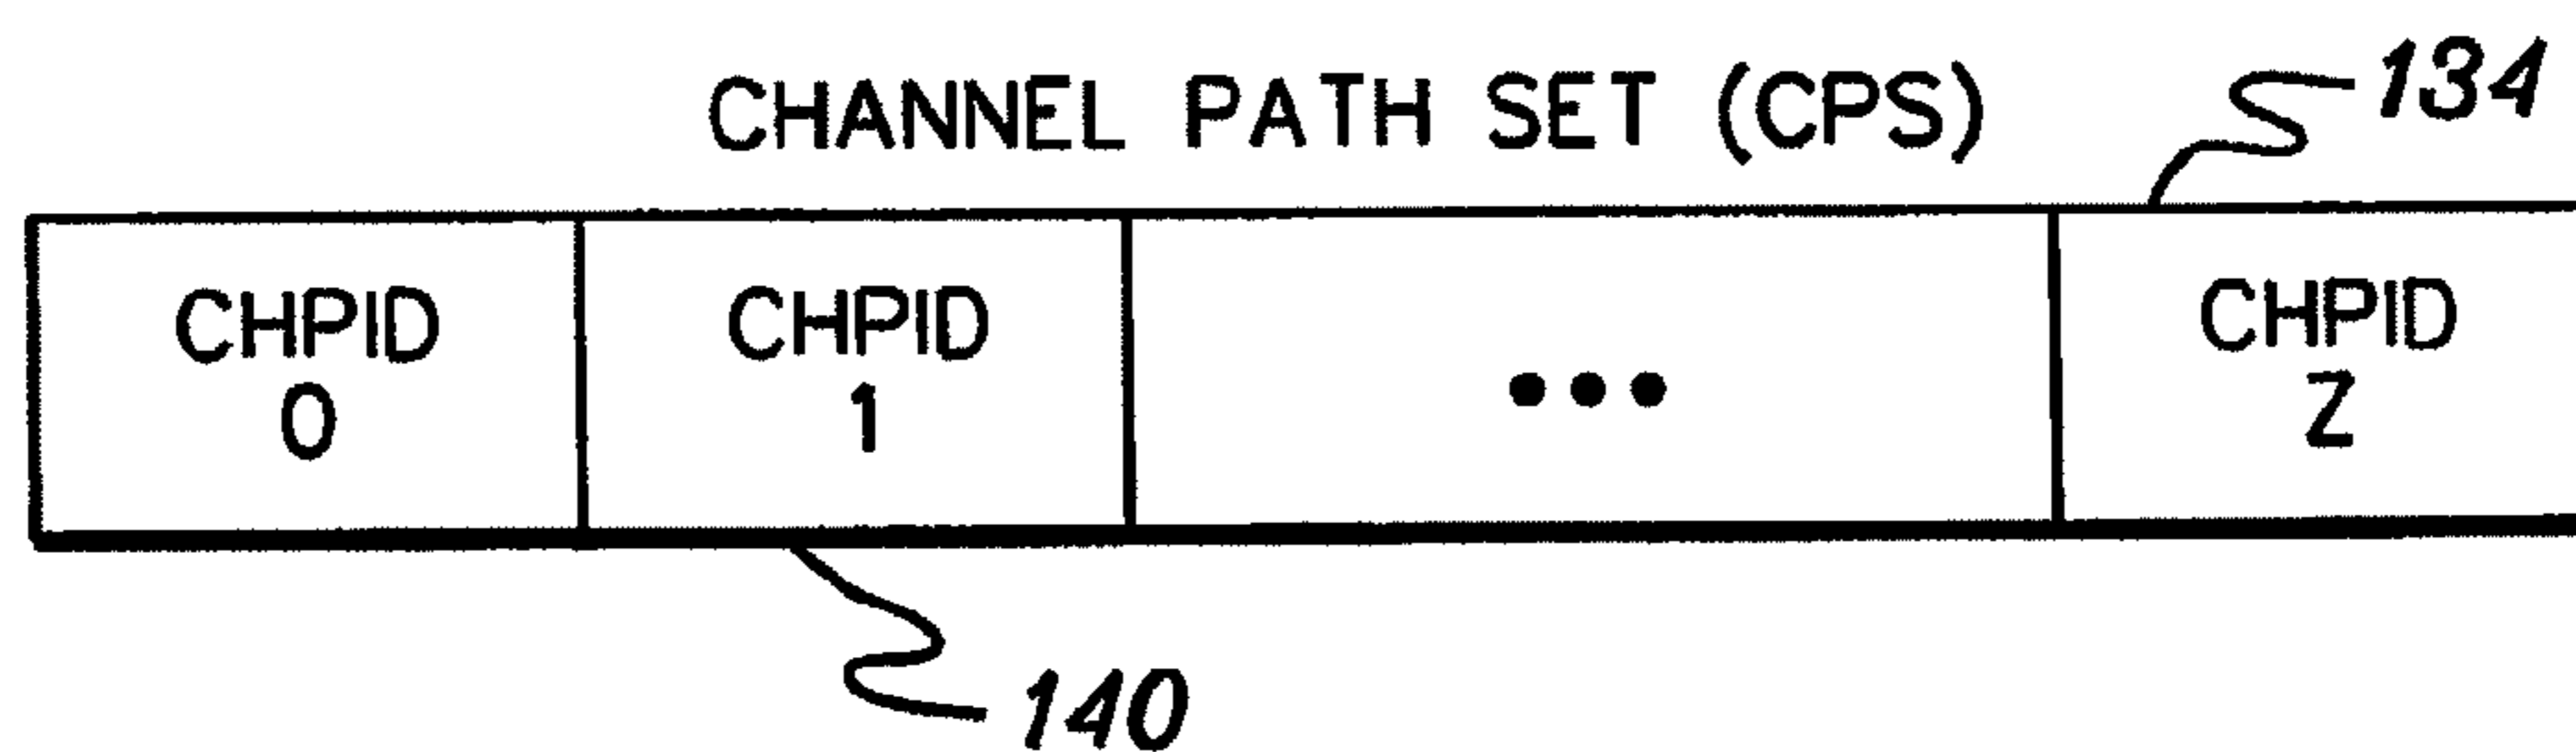 134
CHANNEL PATH SET (CPS)
CHPID CHPID CHPID
0 1 ••• Z
140